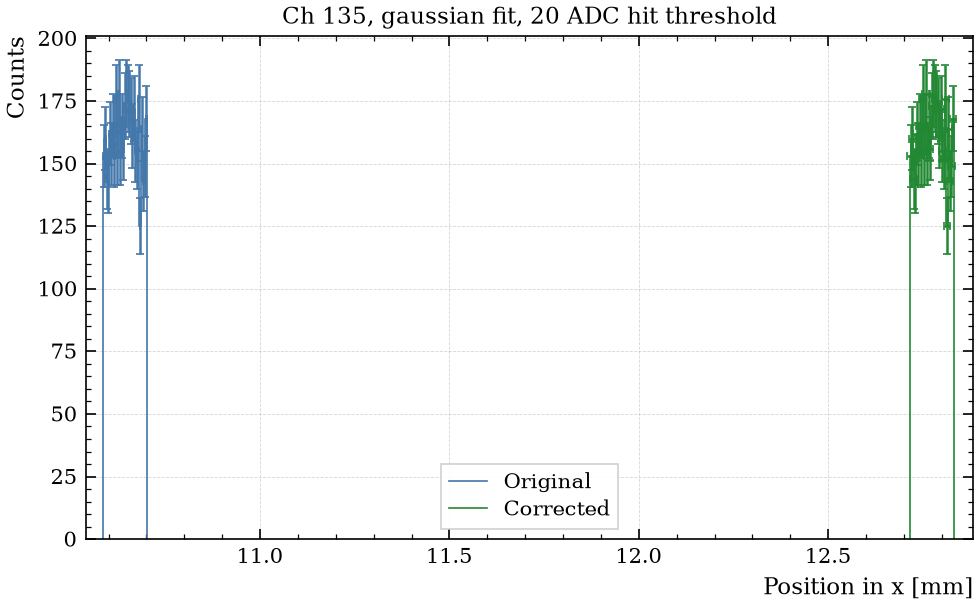 Ch 135, gaussian fit, 20 ADC hit threshold
Counts
200
175
150
125
100
75
50
25
0
Original
Corrected
11.0 11.5 12.0 12.5
Position in x [mm]